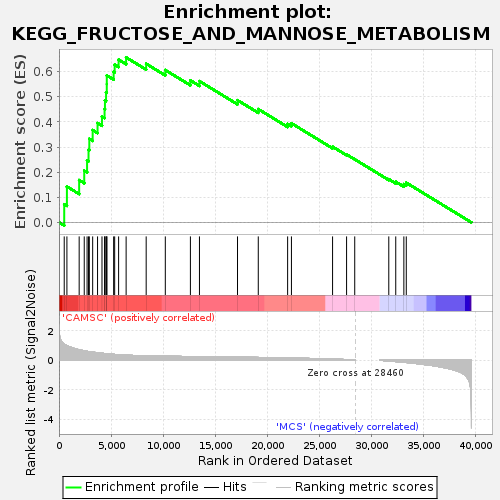 Enrichment plot:
KEGG_FRUCTOSE_AND_MANNOSE_METABOLISM
Enrichment score (ES)
0.6
0.5
0.4
0.3
0.2
0.1
0.0
'CAMSC' (positively correlated)
Ranked list metric (Signal2Noise)
2
0
-2
-4
Zero cross at 28460
'MCS' (negatively correlated)
0 5,000 10,000 15,000 20,000 25,000 30,000 35,000 40,000
Rank in Ordered Dataset
Enrichment profile Hits Ranking metric scores